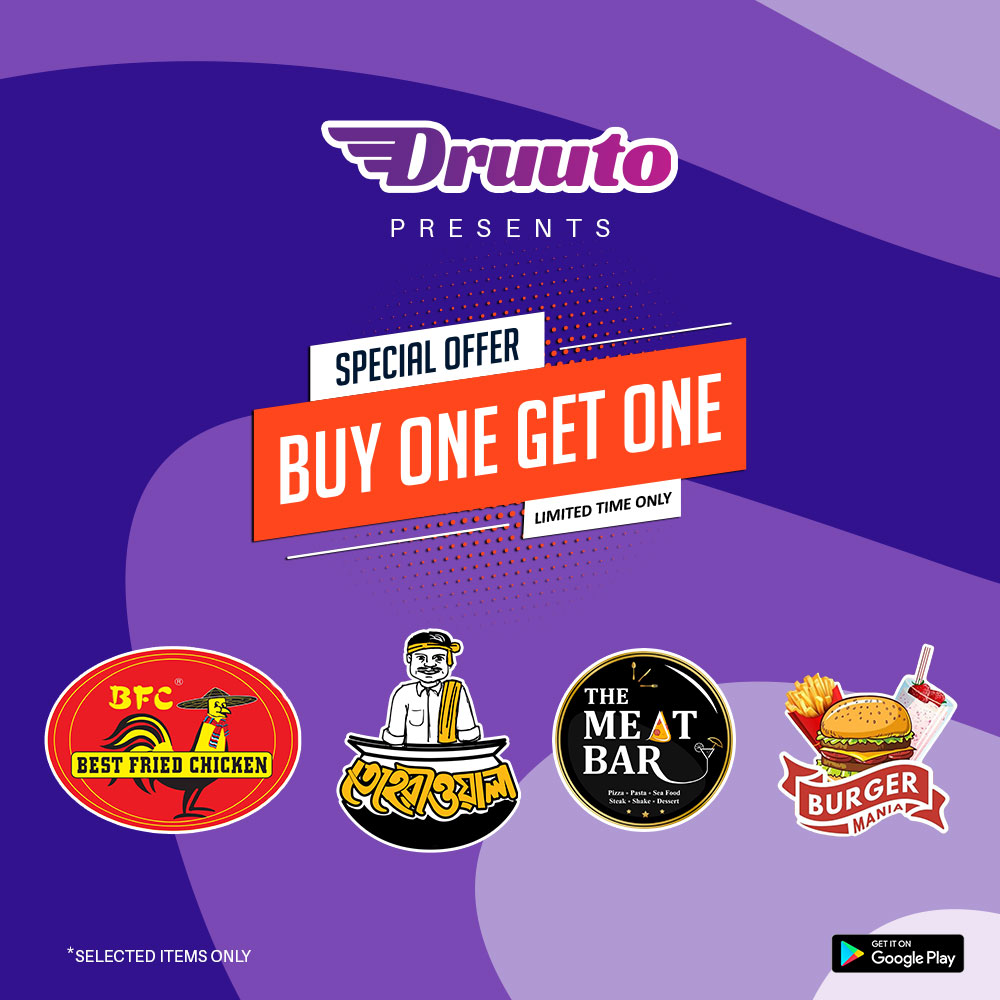 Druuto
PRESENTS
SPECIAL OFFER
BUY ONE GET ONE
LIMITED TIME ONLY
BFC®
BEST FRIED CHICKEN
তেহারীওয়ালা
THE
MEAT
BAR
Pizza • Pasta • Sea Food
Steak • Shake • Dessert
BURGER
MANIA
*SELECTED ITEMS ONLY
GET IT ON
Google Play